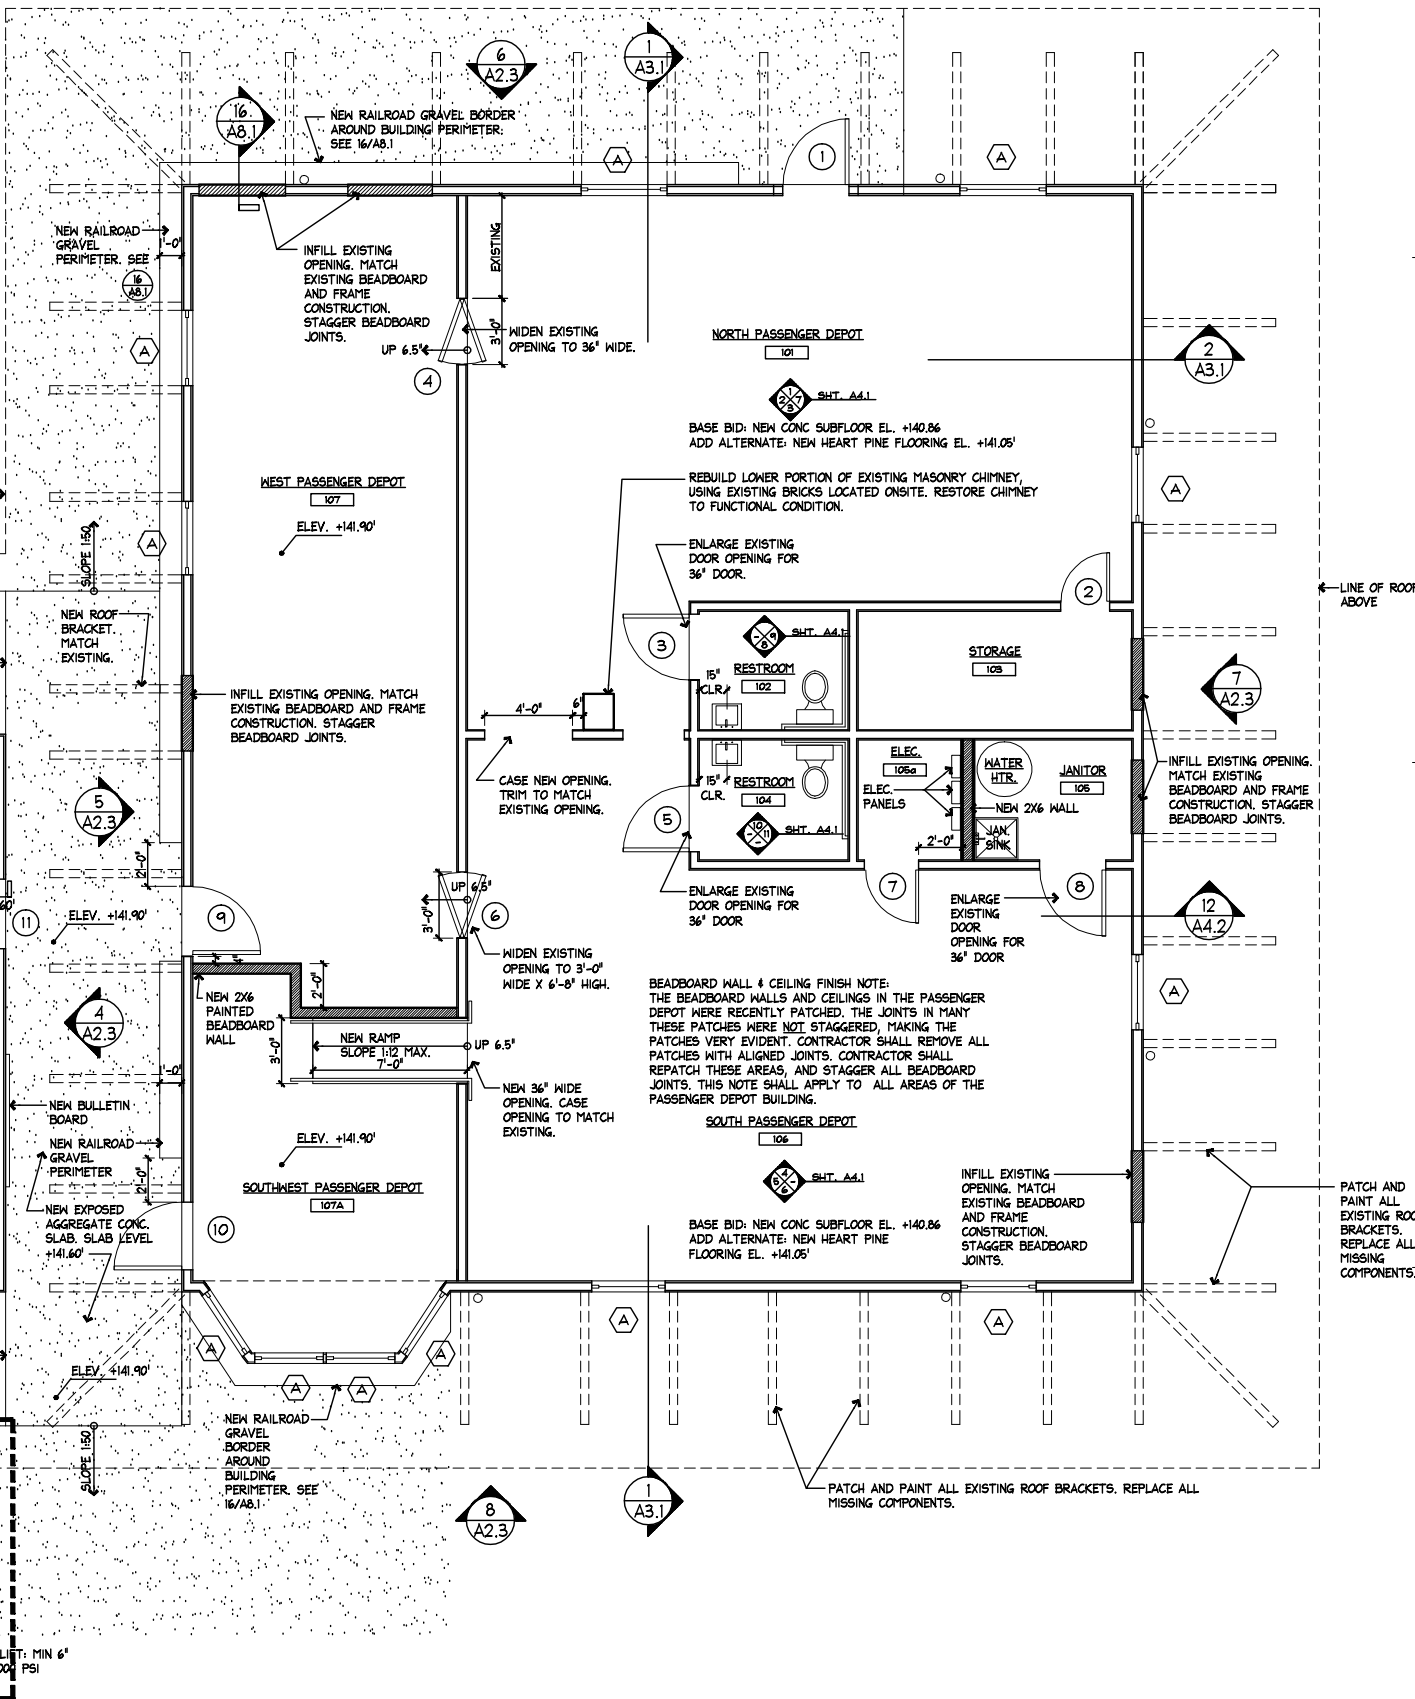 1
A3.1
6
A2.3
16
A8.1
NEW RAILROAD GRAVEL BORDER
AROUND BUILDING PERIMETER.
SEE 16/A8.1
A
1
A
NEW RAILROAD
GRAVEL
PERIMETER. SEE
16
A8.1
1'-0"
INFILL EXISTING
OPENING. MATCH
EXISTING BEADBOARD
AND FRAME
CONSTRUCTION.
STAGGER BEADBOARD
JOINTS.
EXISTING
3'-0"
WIDEN EXISTING
OPENING TO 36" WIDE.
UP 6.5"
4
A
NORTH PASSENGER DEPOT
101
2
A3.1
1
2 7
3
SHT. A4.1
BASE BID: NEW CONC SUBFLOOR EL. +140.86
ADD ALTERNATE: NEW HEART PINE FLOORING EL. +141.05'
WEST PASSENGER DEPOT
107
ELEV. +141.90'
REBUILD LOWER PORTION OF EXISTING MASONRY CHIMNEY,
USING EXISTING BRICKS LOCATED ONSITE. RESTORE CHIMNEY
TO FUNCTIONAL CONDITION.
A
A
SLOPE 1:50
ENLARGE EXISTING
DOOR OPENING FOR
36" DOOR.
2
LINE OF ROOF
ABOVE
NEW ROOF
BRACKET.
MATCH
EXISTING.
3
- 9
8
SHT. A4.1
RESTROOM
102
15"
CLR.
STORAGE
103
7
A2.3
INFILL EXISTING OPENING. MATCH
EXISTING BEADBOARD AND FRAME
CONSTRUCTION. STAGGER
BEADBOARD JOINTS.
4'-0"
6"
CASE NEW OPENING.
TRIM TO MATCH
EXISTING OPENING.
15"
CLR.
RESTROOM
104
10
- 11
-
SHT. A4.1
5
ELEC.
105a
ELEC.
PANELS
WATER
HTR.
JANITOR
105
NEW 2X6 WALL
JAN.
SINK
2'-0"
INFILL EXISTING OPENING.
MATCH EXISTING
BEADBOARD AND FRAME
CONSTRUCTION. STAGGER
BEADBOARD JOINTS.
5
A2.3
2'-0"
7
8
ENLARGE EXISTING
DOOR OPENING FOR
36" DOOR
ENLARGE
EXISTING
DOOR
OPENING FOR
36" DOOR
12
A4.2
UP 6.5"
3'-0"
6
9
11
ELEV. +141.90'
4"
WIDEN EXISTING
OPENING TO 3'-0"
WIDE X 6'-8" HIGH.
2'-0"
NEW 2X6
PAINTED
BEADBOARD
WALL
4
A2.3
A
BEADBOARD WALL & CEILING FINISH NOTE:
THE BEADBOARD WALLS AND CEILINGS IN THE PASSENGER
DEPOT WERE RECENTLY PATCHED. THE JOINTS IN MANY
THESE PATCHES WERE NOT STAGGERED, MAKING THE
PATCHES VERY EVIDENT. CONTRACTOR SHALL REMOVE ALL
PATCHES WITH ALIGNED JOINTS. CONTRACTOR SHALL
REPATCH THESE AREAS, AND STAGGER ALL BEADBOARD
JOINTS. THIS NOTE SHALL APPLY TO ALL AREAS OF THE
PASSENGER DEPOT BUILDING.
NEW RAMP
SLOPE 1:12 MAX.
7'-0"
3'-0"
UP 6.5"
1'-0"
NEW 36" WIDE
OPENING. CASE
OPENING TO MATCH
EXISTING.
NEW BULLETIN
BOARD
NEW RAILROAD
GRAVEL
PERIMETER
2'-0"
ELEV. +141.90'
SOUTHWEST PASSENGER DEPOT
107A
SOUTH PASSENGER DEPOT
106
4
5 -
6
SHT. A4.1
BASE BID: NEW CONC SUBFLOOR EL. +140.86
ADD ALTERNATE: NEW HEART PINE
FLOORING EL. +141.05'
INFILL EXISTING
OPENING. MATCH
EXISTING BEADBOARD
AND FRAME
CONSTRUCTION.
STAGGER BEADBOARD
JOINTS.
PATCH AND
PAINT ALL
EXISTING
BRACKETS.
REPLACE ALL
MISSING
COMPONENTS.
NEW EXPOSED
AGGREGATE CONC.
SLAB. SLAB LEVEL
+141.60'
10
A
A
A
A
A
A
ELEV. +141.90'
SLOPE 1:50
NEW RAILROAD
GRAVEL
BORDER
AROUND
BUILDING
PERIMETER. SEE
16/A8.1
8
A2.3
1
A3.1
PATCH AND PAINT ALL EXISTING ROOF BRACKETS. REPLACE ALL
MISSING COMPONENTS.
MIN 6"
PSI